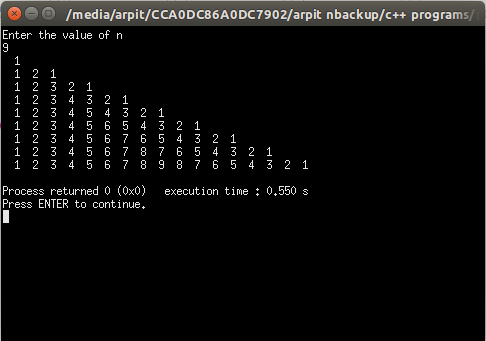 /media/arpit/CCA0DC86A0DC7902/arpit nbackup/c++ programs/
Enter the value of n
9
1
1 2 1
1 2 3 2 1
1 2 3 4 3 2 1
1 2 3 4 5 4 3 2 1
1 2 3 4 5 6 5 4 3 2 1
1 2 3 4 5 6 7 6 5 4 3 2 1
1 2 3 4 5 6 7 8 7 6 5 4 3 2 1
1 2 3 4 5 6 7 8 9 8 7 6 5 4 3 2 1
Process returned 0 (0x0) execution time : 0.550 s
Press ENTER to continue.